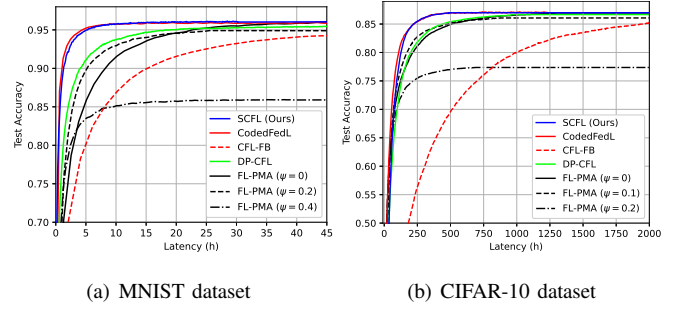 Test Accuracy
0.95
0.90
0.85
0.80
0.75
0.70
0 5 10 15 20 25 30 35 40 45
Latency (h)
SCFL (Ours)
CodedFedL
CFL-FB
DP-CFL
FL-PMA (ψ=0)
FL-PMA (ψ=0.2)
FL-PMA (ψ=0.4)
(a) MNIST dataset
Test Accuracy
0.85
0.80
0.75
0.70
0.65
0.60
0.55
0.50
0 250 500 750 1000 1250 1500 1750 2000
Latency (h)
SCFL (Ours)
CodedFedL
CFL-FB
DP-CFL
FL-PMA (ψ=0)
FL-PMA (ψ=0.1)
FL-PMA (ψ=0.2)
(b) CIFAR-10 dataset